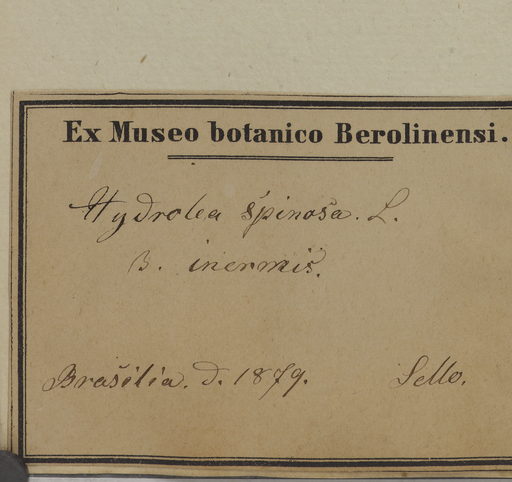 Ex Museo botanico Berolinensi.
Hydrolea spinosa. L.
B. inermis.
Brasilia. d. 1879. Sello.